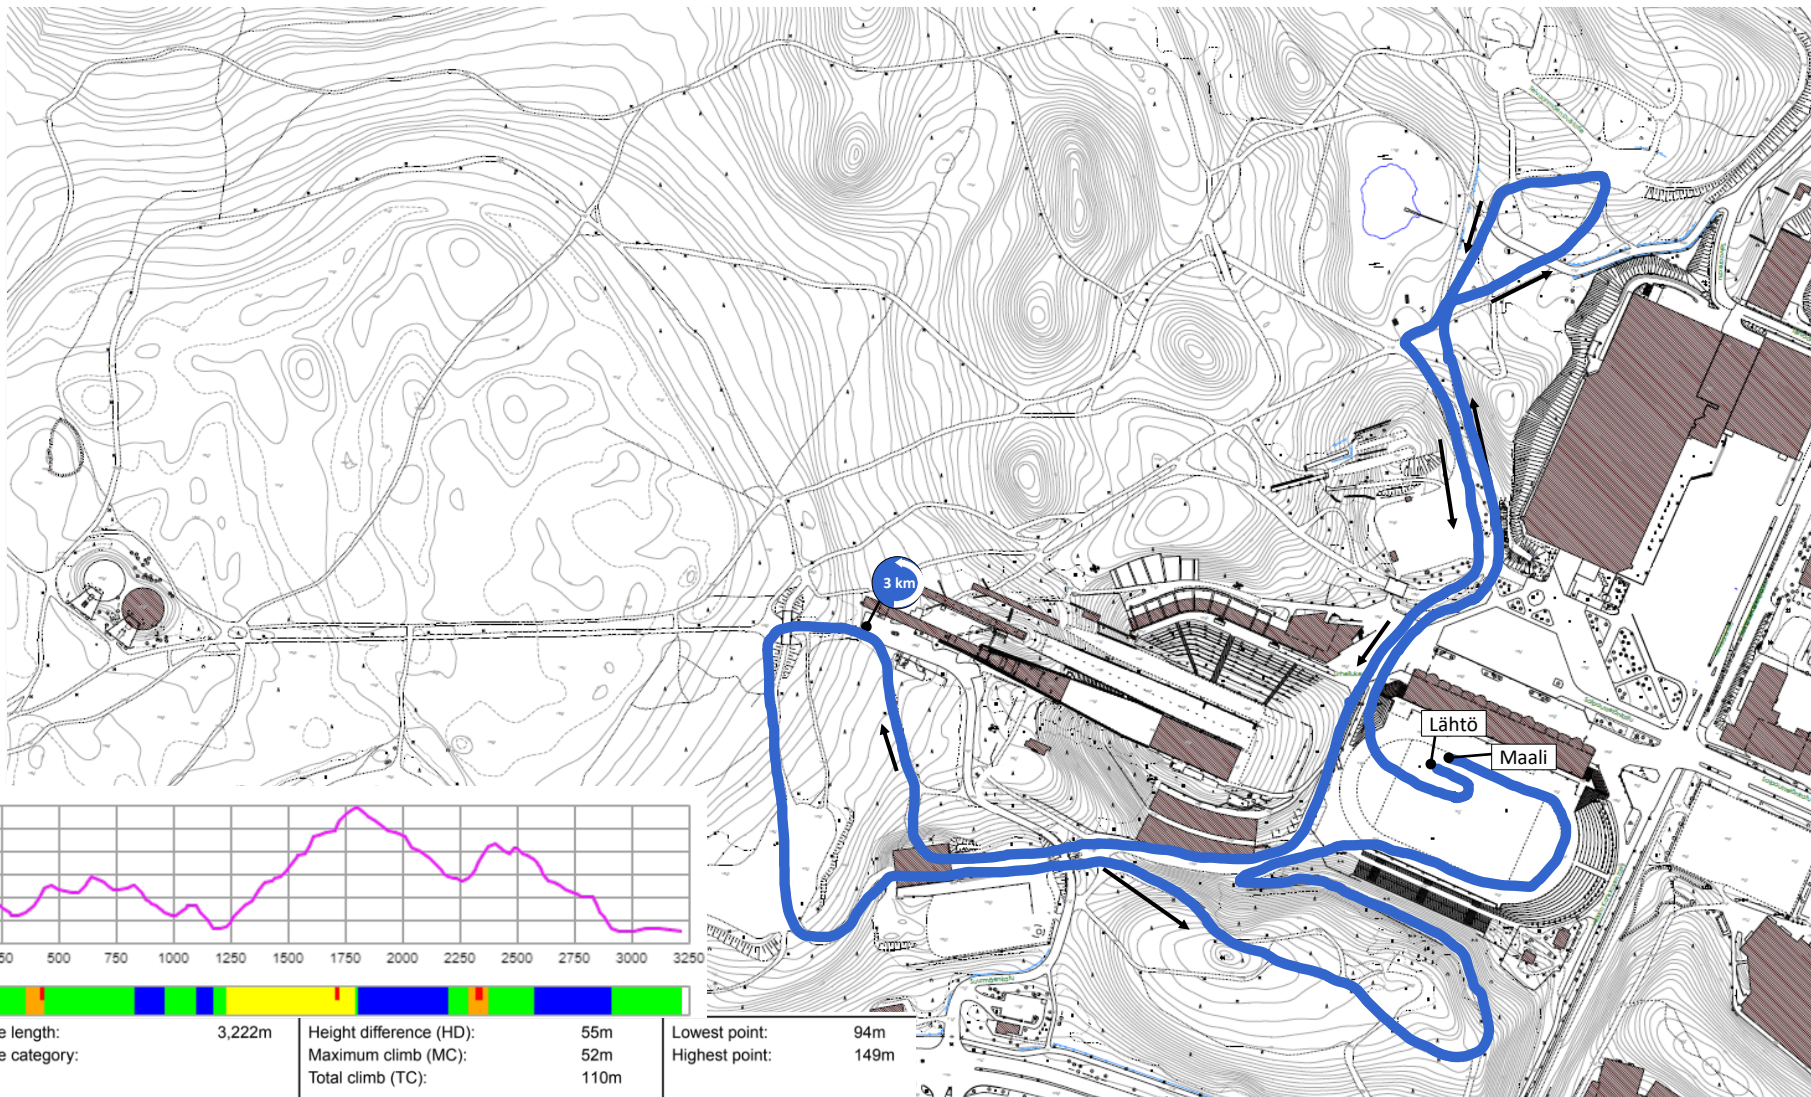 3 km
Lähtö
Maali
50 500 750 1000 1250 1500 1750 2000 2250 2500 2750 3000 3250
e length: 3,222m
e category:
Height difference (HD): 55m
Maximum climb (MC): 52m
Total climb (TC): 110m
Lowest point: 94m
Highest point: 149m